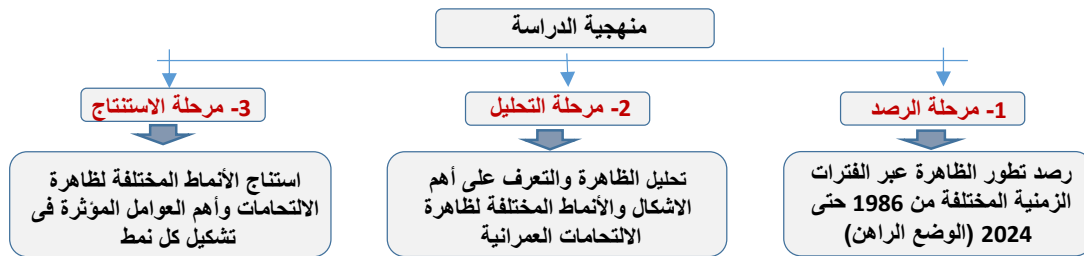 منهجية الدراسة
1- مرحلة الرصد
2- مرحلة التحليل
3- مرحلة الاستنتاج
رصد تطور الظاهرة عبر الفترات
الزمنية المختلفة من 1986 حتى
2024 (الوضع الراهن)
تحليل الظاهرة والتعرف على أهم
الاشكال والأنماط المختلفة لظاهرة
الالتحامات العمرانية
استناج الأنماط المختلفة لظاهرة
الالتحامات وأهم العوامل المؤثرة فى
تشكيل كل نمط